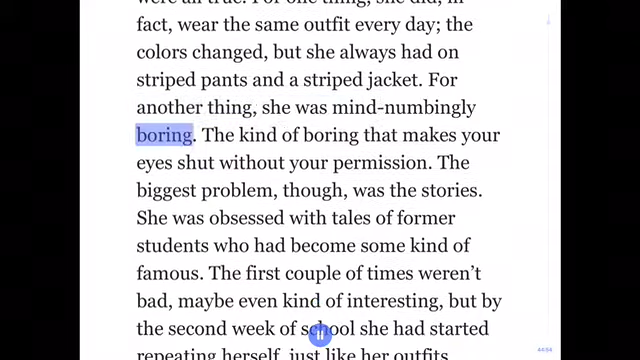 were all true. For one thing, she did, in
fact, wear the same outfit every day; the
colors changed, but she always had on
striped pants and a striped jacket. For
another thing, she was mind-numbingly
boring. The kind of boring that makes your
eyes shut without your permission. The
biggest problem, though, was the stories.
She was obsessed with tales of former
students who had become some kind of
famous. The first couple of times weren’t
bad, maybe even kind of interesting, but by
the second week of school she had started
repeating herself, just like her outfits.
44:54